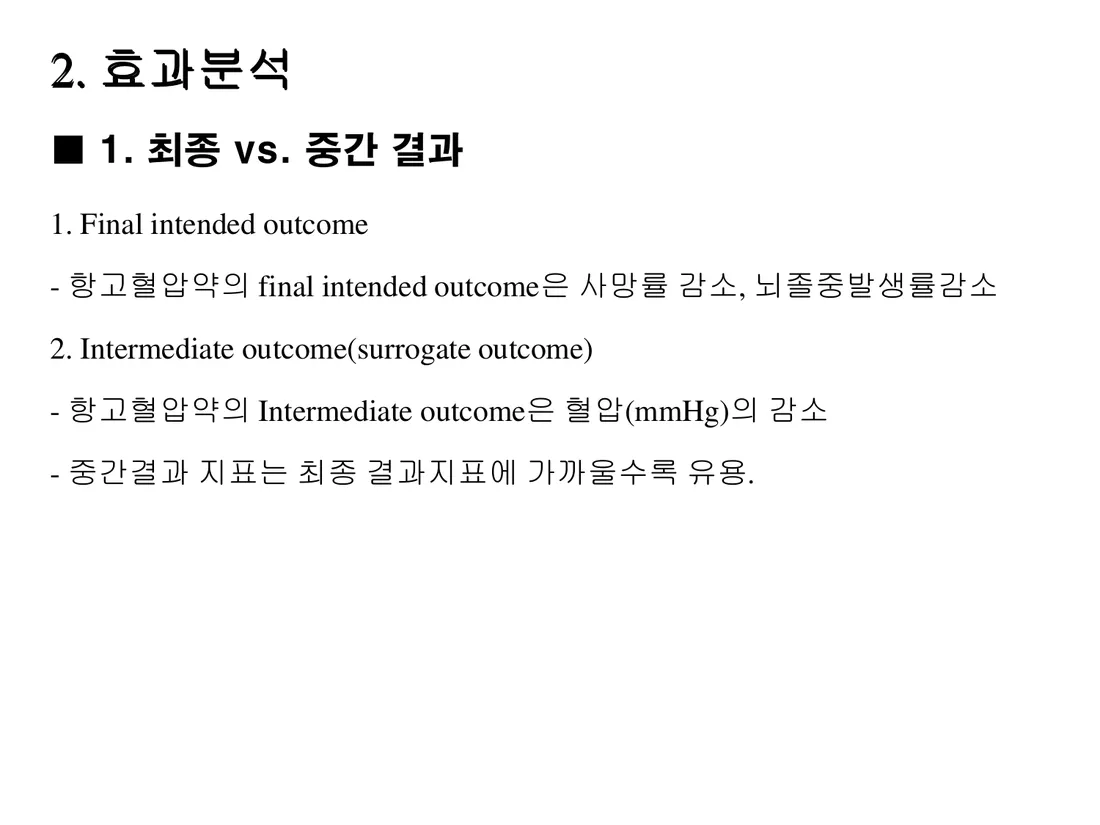 2. 효과분석
■ 1. 최종 vs. 중간 결과
1. Final intended outcome
- 항고혈압약의 final intended outcome은 사망률 감소, 뇌졸중발생률감소
2. Intermediate outcome(surrogate outcome)
- 항고혈압약의 Intermediate outcome은 혈압(mmHg)의 감소
- 중간결과 지표는 최종 결과지표에 가까울수록 유용.